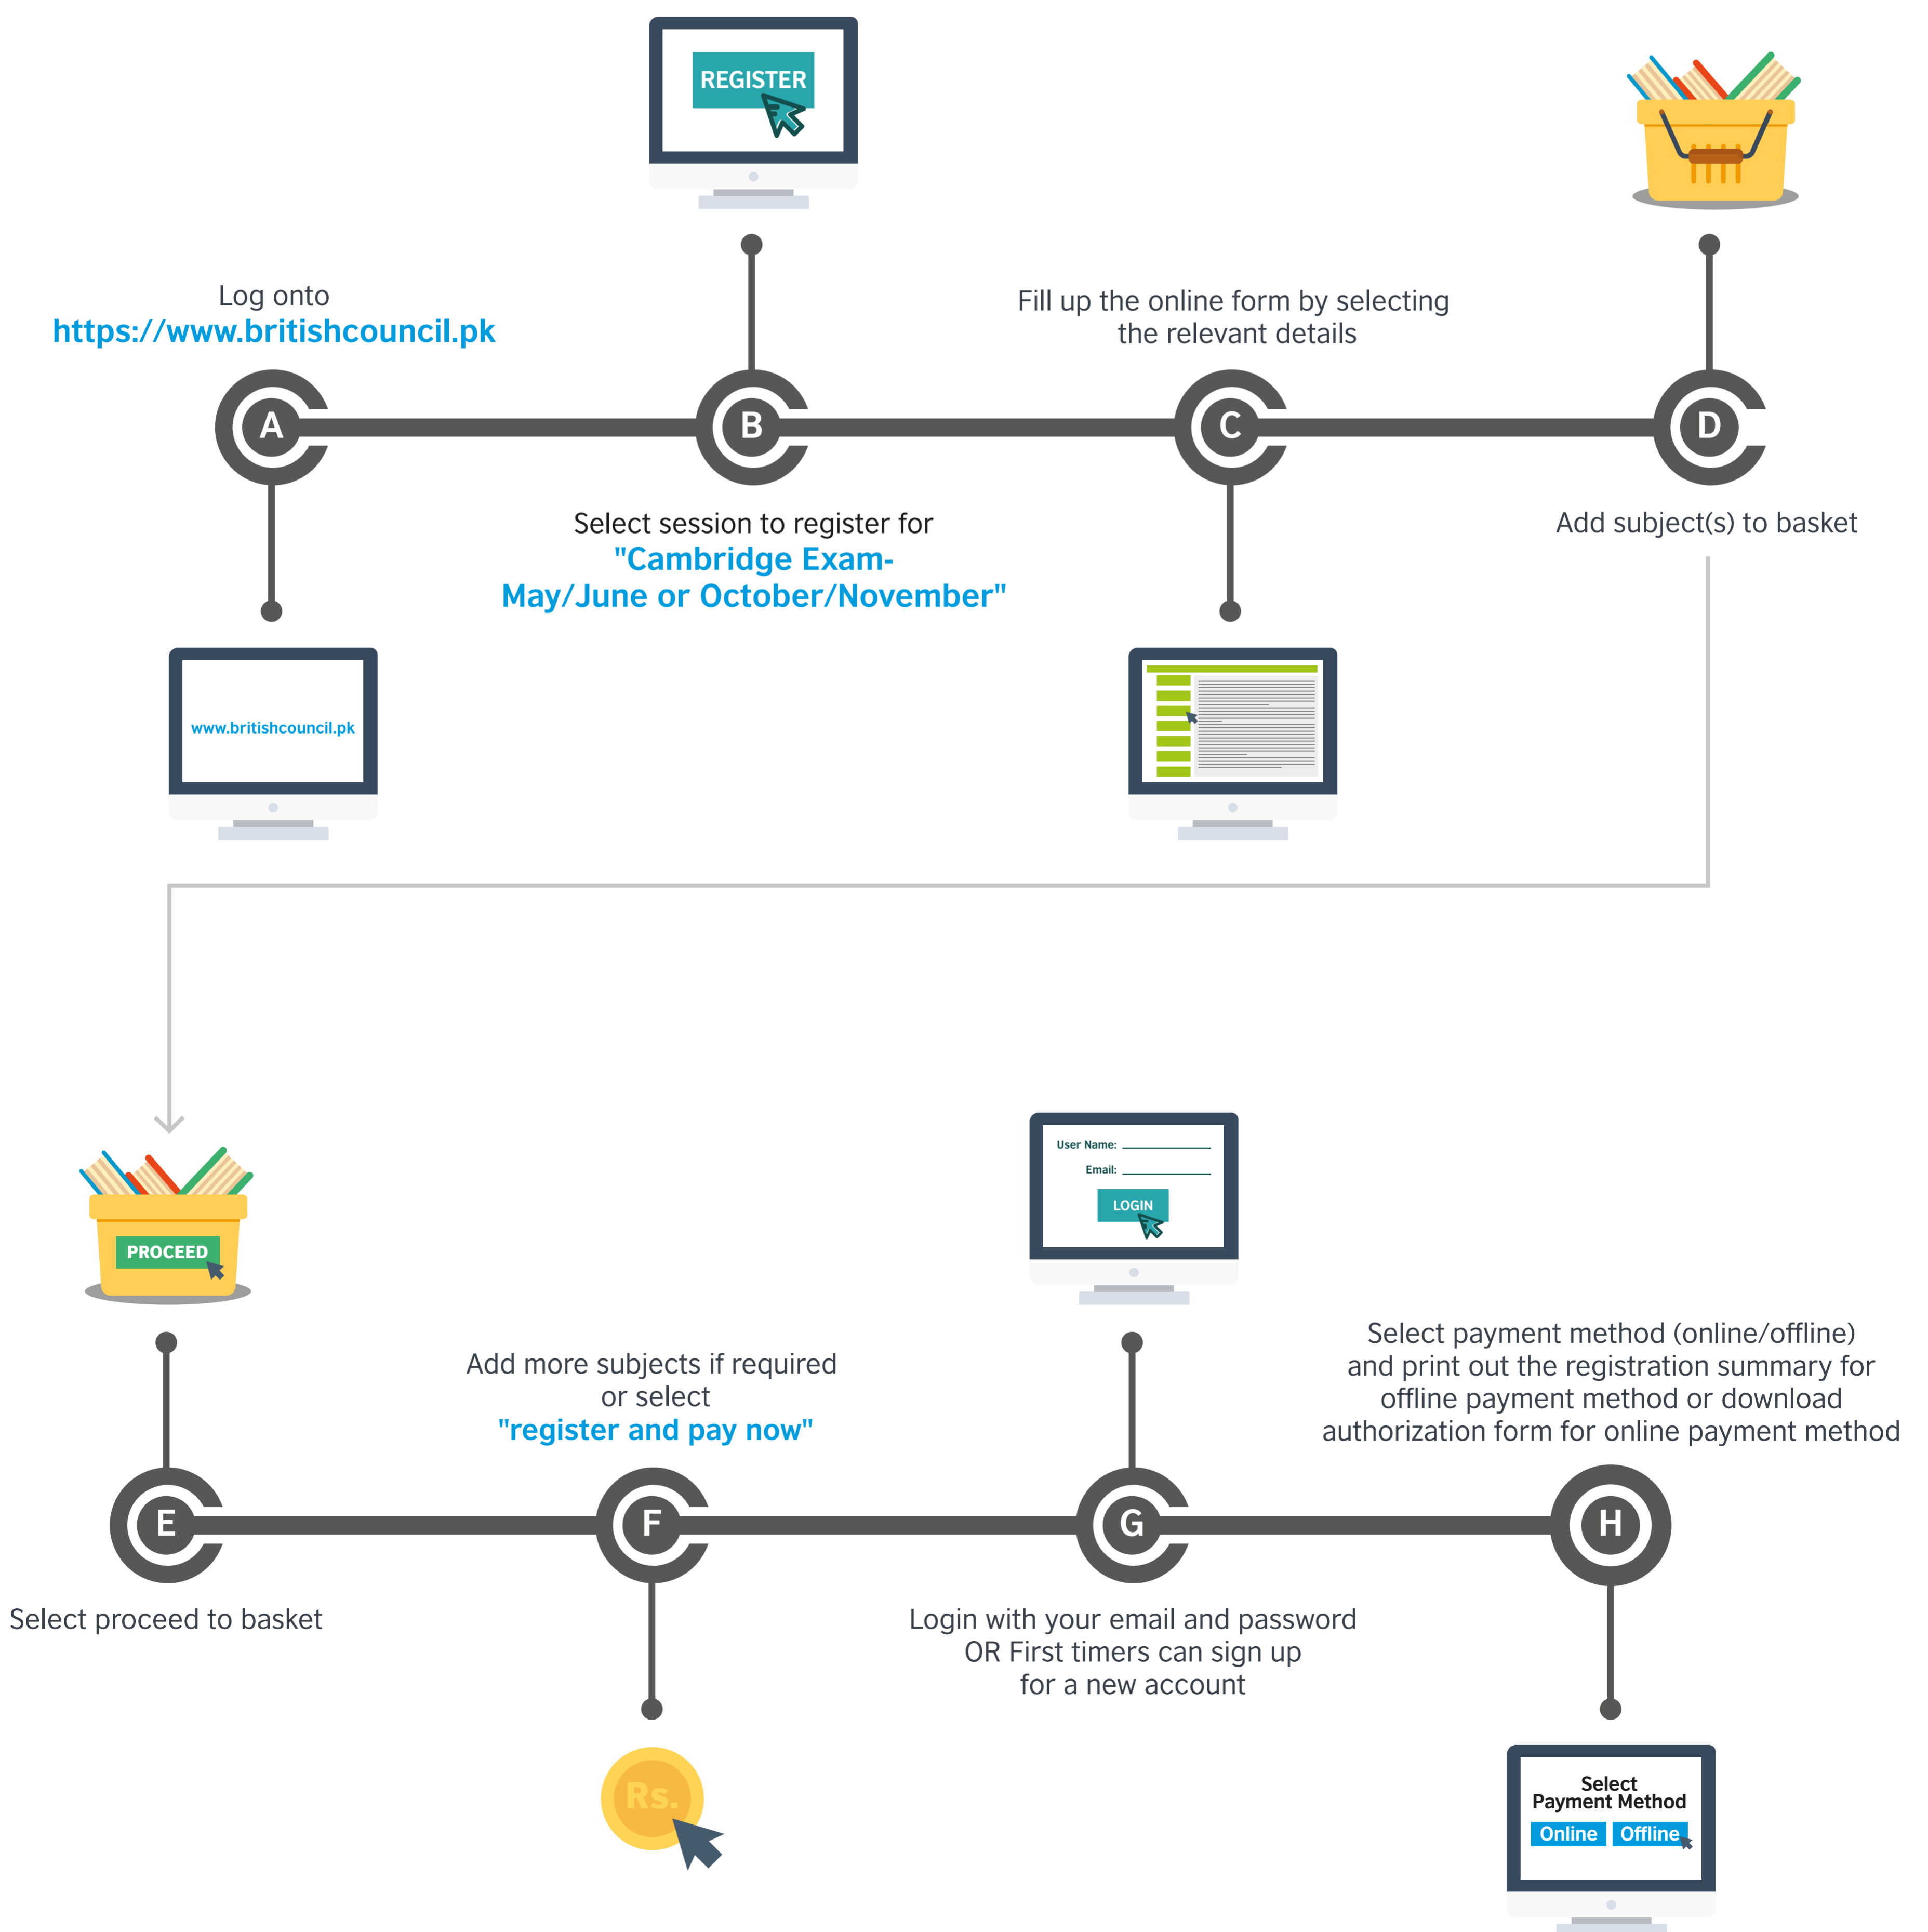 REGISTER
Log onto
https://www.britishcouncil.pk
Fill up the online form by selecting
the relevant details
A
B
C
D
Select session to register for
"Cambridge Exam-
May/June or October/November"
Add subject(s) to basket
www.britishcouncil.pk
User Name:
Email:
LOGIN
PROCEED
Add more subjects if required
or select
"register and pay now"
Select payment method (online/offline)
and print out the registration summary for
offline payment method or download
authorization form for online payment method
E
F
G
H
Select proceed to basket
Login with your email and password
OR First timers can sign up
for a new account
Rs.
Select
Payment Method
Online Offline